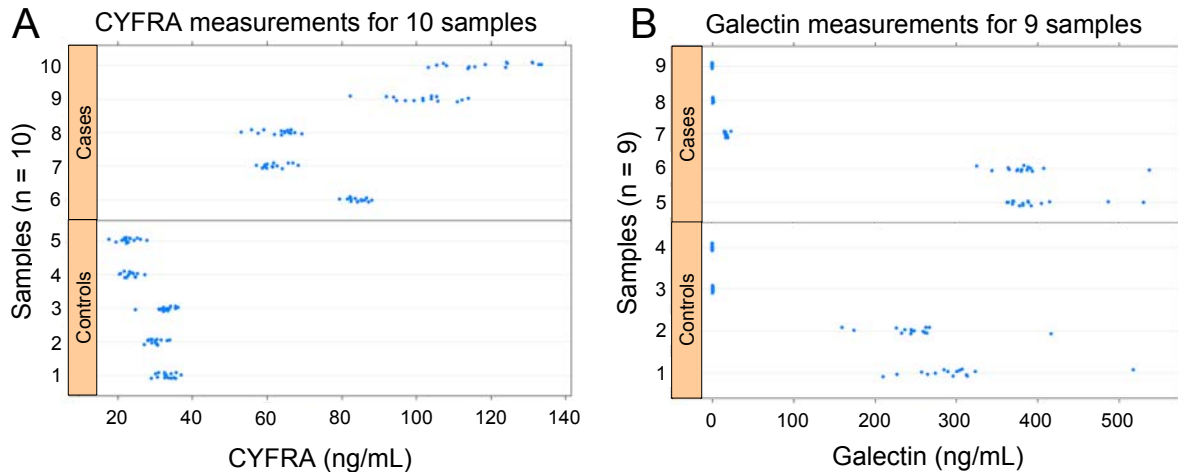 A
CYFRA measurements for 10 samples
Samples (n = 10)
Cases
Controls
10
9
8
7
6
5
4
3
2
1
20 40 60 80 100 120 140
CYFRA (ng/mL)
B
Galectin measurements for 9 samples
Samples (n = 9)
Cases
Controls
9
8
7
6
5
4
3
2
1
0 100 200 300 400 500
Galectin (ng/mL)